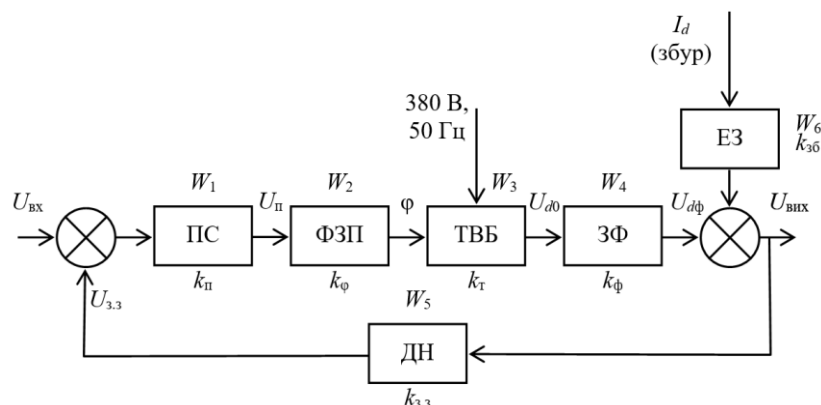 I_d
(збур)
380 В,
50 Гц
ЕЗ
W_6
k_зб
W_1
W_2
W_3
W_4
U_вх
U_п
φ
U_d0
U_dф
U_вих
ПС
ФЗП
ТВБ
ЗФ
k_п
k_φ
k_т
k_ф
U_з.з
W_5
ДН
k_з.з